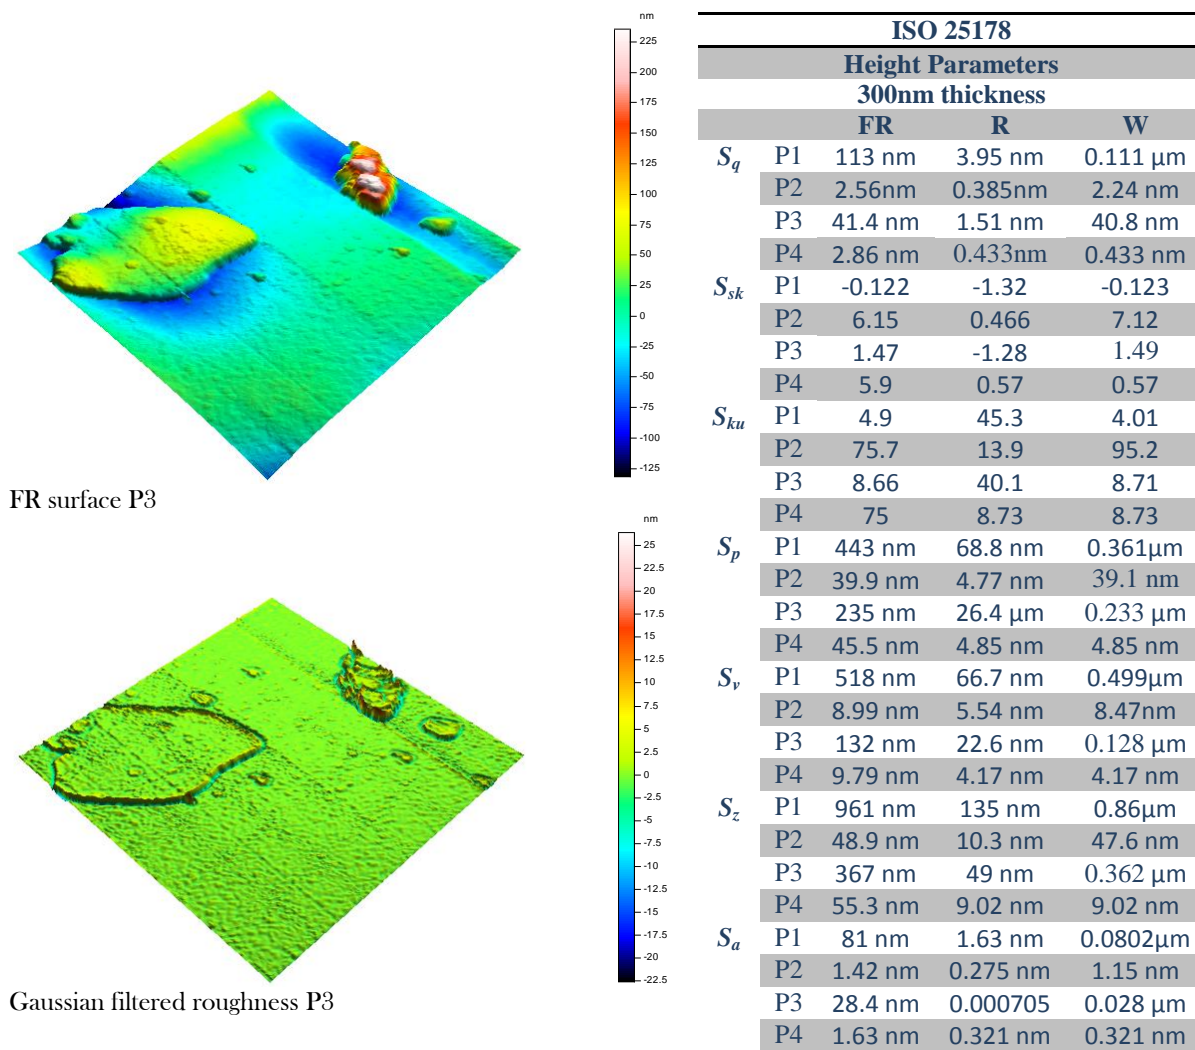 nm
225
200
175
150
125
100
75
50
25
0
-25
-50
-75
-100
-125
FR surface P3
nm
25
22.5
20
17.5
15
12.5
10
7.5
5
2.5
0
-2.5
-5
-7.5
-10
-12.5
-15
-17.5
-20
-22.5
Gaussian filtered roughness P3
ISO 25178
Height Parameters
300nm thickness
FR R W
Sq P1 113 nm 3.95 nm 0.111 µm
P2 2.56nm 0.385nm 2.24 nm
P3 41.4 nm 1.51 nm 40.8 nm
P4 2.86 nm 0.433nm 0.433 nm
Ssk P1 -0.122 -1.32 -0.123
P2 6.15 0.466 7.12
P3 1.47 -1.28 1.49
P4 5.9 0.57 0.57
Sku P1 4.9 45.3 4.01
P2 75.7 13.9 95.2
P3 8.66 40.1 8.71
P4 75 8.73 8.73
Sp P1 443 nm 68.8 nm 0.361µm
P2 39.9 nm 4.77 nm 39.1 nm
P3 235 nm 26.4 µm 0.233 µm
P4 45.5 nm 4.85 nm 4.85 nm
Sv P1 518 nm 66.7 nm 0.499µm
P2 8.99 nm 5.54 nm 8.47nm
P3 132 nm 22.6 nm 0.128 µm
P4 9.79 nm 4.17 nm 4.17 nm
Sz P1 961 nm 135 nm 0.86µm
P2 48.9 nm 10.3 nm 47.6 nm
P3 367 nm 49 nm 0.362 µm
P4 55.3 nm 9.02 nm 9.02 nm
Sa P1 81 nm 1.63 nm 0.0802µm
P2 1.42 nm 0.275 nm 1.15 nm
P3 28.4 nm 0.000705 0.028 µm
P4 1.63 nm 0.321 nm 0.321 nm